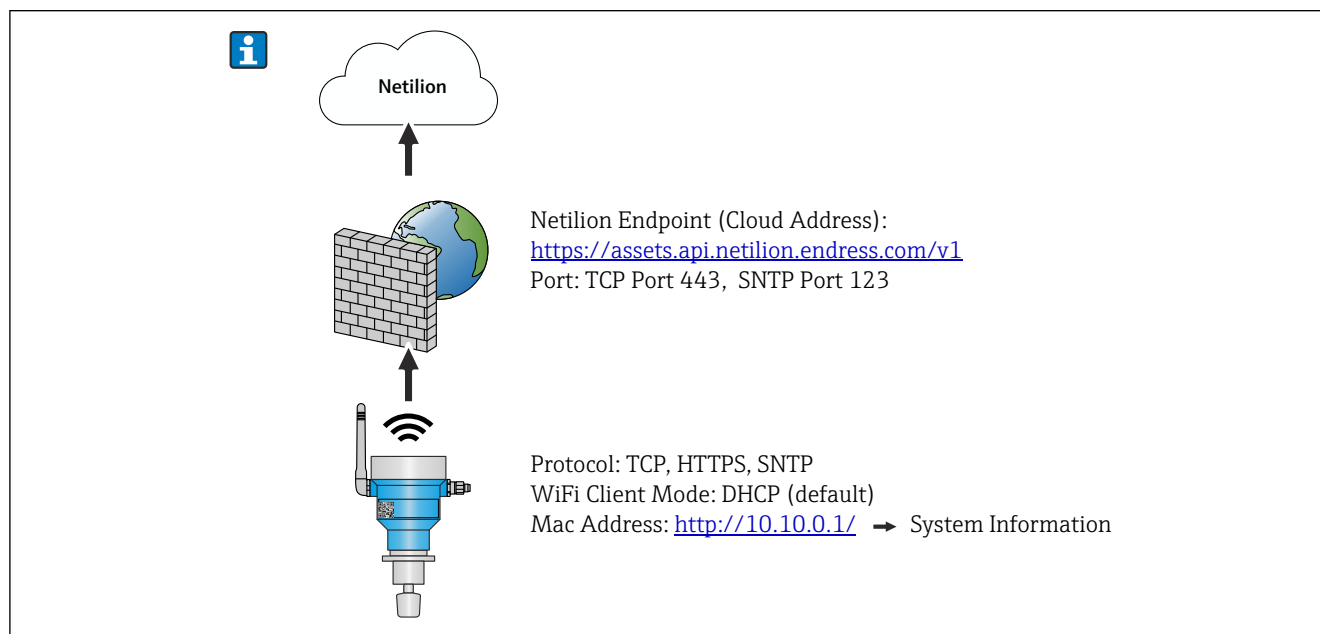 Netilion
Netilion Endpoint (Cloud Address):
https://assets.api.netilion.endress.com/v1
Port: TCP Port 443, SNTP Port 123
Protocol: TCP, HTTPS, SNTP
WiFi Client Mode: DHCP (default)
Mac Address: http://10.10.0.1/ → System Information